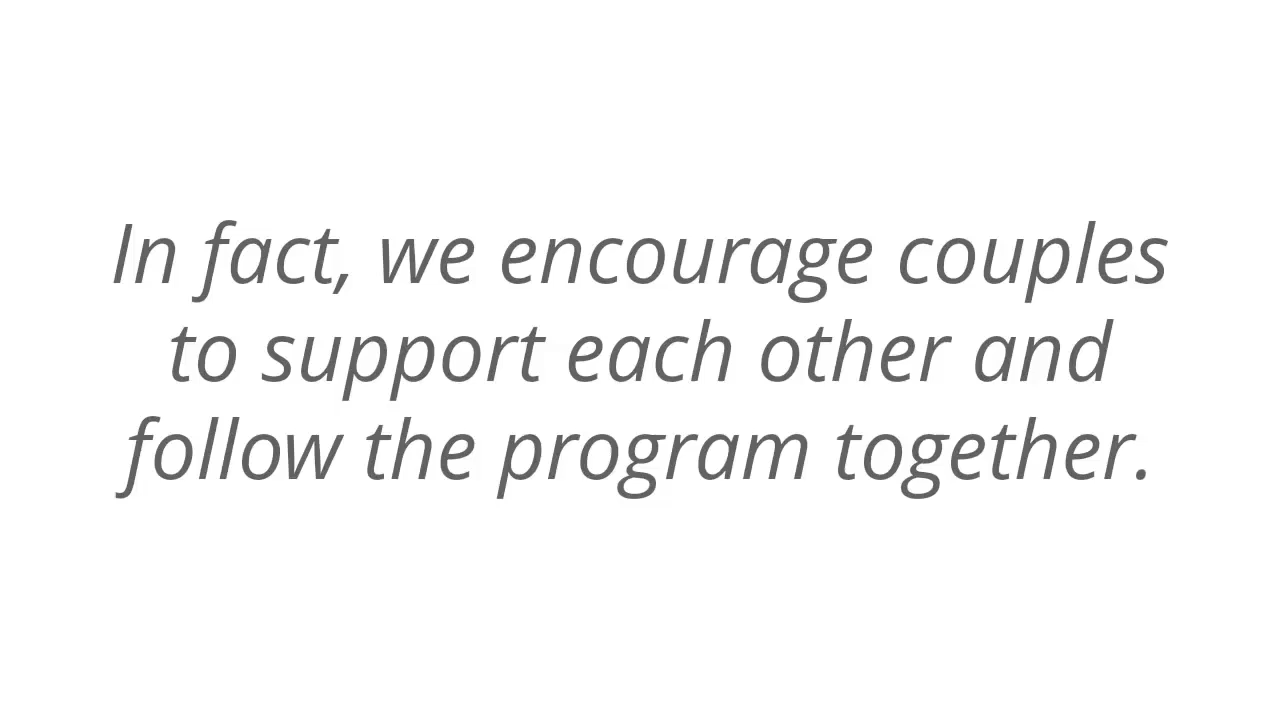 In fact, we encourage couples
to support each other and
follow the program together.